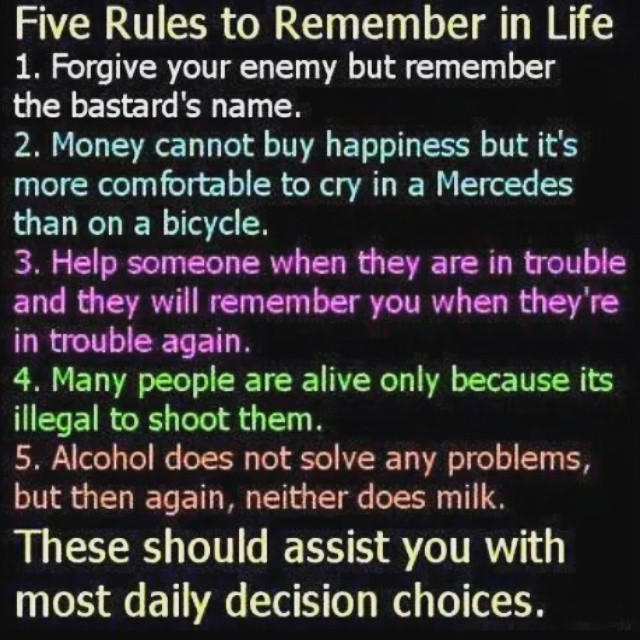 Five Rules to Remember in Life
1. Forgive your enemy but remember
the bastard's name.
2. Money cannot buy happiness but it's
more comfortable to cry in a Mercedes
than on a bicycle.
3. Help someone when they are in trouble
and they will remember you when they're
in trouble again.
4. Many people are alive only because its
illegal to shoot them.
5. Alcohol does not solve any problems,
but then again, neither does milk.
These should assist you with
most daily decision choices.